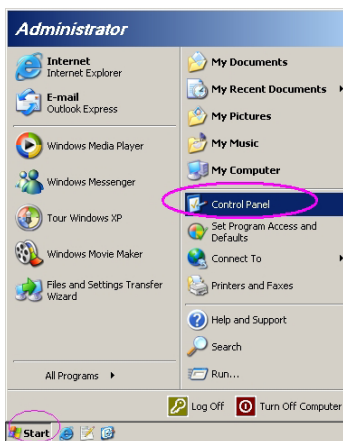 Administrator
Internet
Internet Explorer
E-mail
Outlook Express
Windows Media Player
Windows Messenger
Tour Windows XP
Windows Movie Maker
Files and Settings Transfer
Wizard
All Programs
My Documents
My Recent Documents
My Pictures
My Music
My Computer
Control Panel
Set Program Access and
Defaults
Connect To
Printers and Faxes
Help and Support
Search
Run...
Log Off
Turn Off Computer
Start